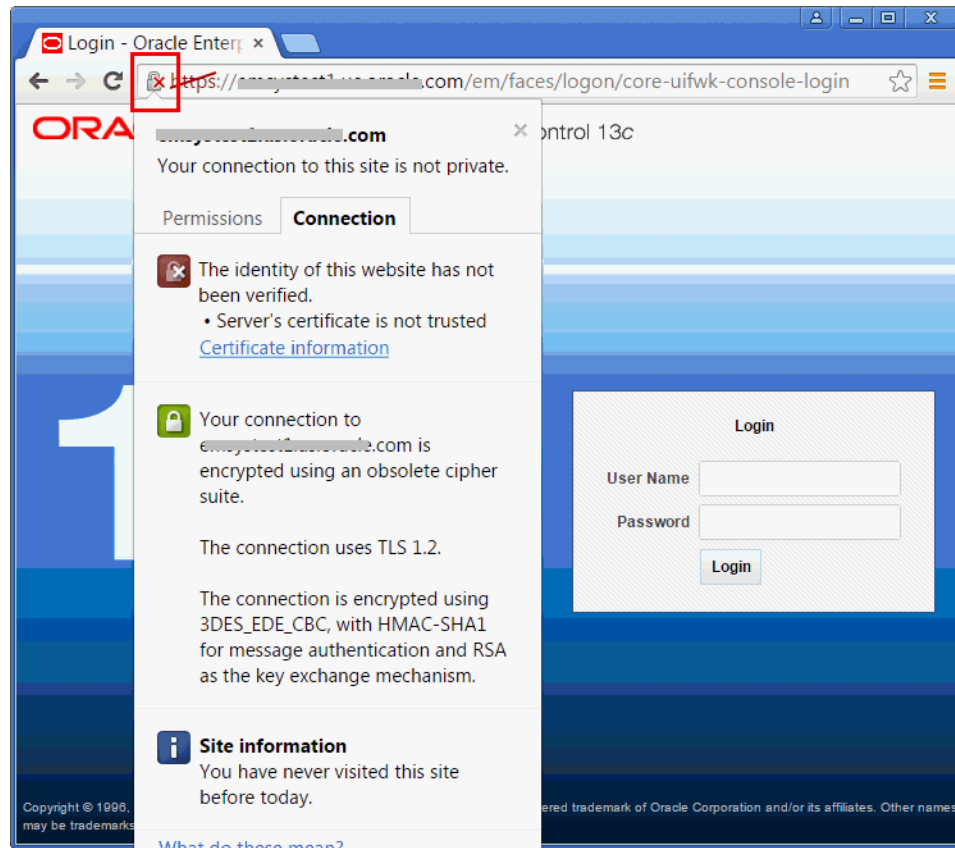 Login - Oracle Enterp
https:// .com/em/faces/logon/core-uifwk-console-login
ORA
ontrol 13c
.com
Your connection to this site is not private.
Permissions
Connection
The identity of this website has not
been verified.
• Server's certificate is not trusted
Certificate information
Your connection to
.com is
encrypted using an obsolete cipher
suite.
The connection uses TLS 1.2.
The connection is encrypted using
3DES_EDE_CBC, with HMAC-SHA1
for message authentication and RSA
as the key exchange mechanism.
Site information
You have never visited this site
before today.
What do these mean?
1
Login
User Name
Password
Login
Copyright © 1996,
ered trademark of Oracle Corporation and/or its affiliates. Other names
may be trademarks